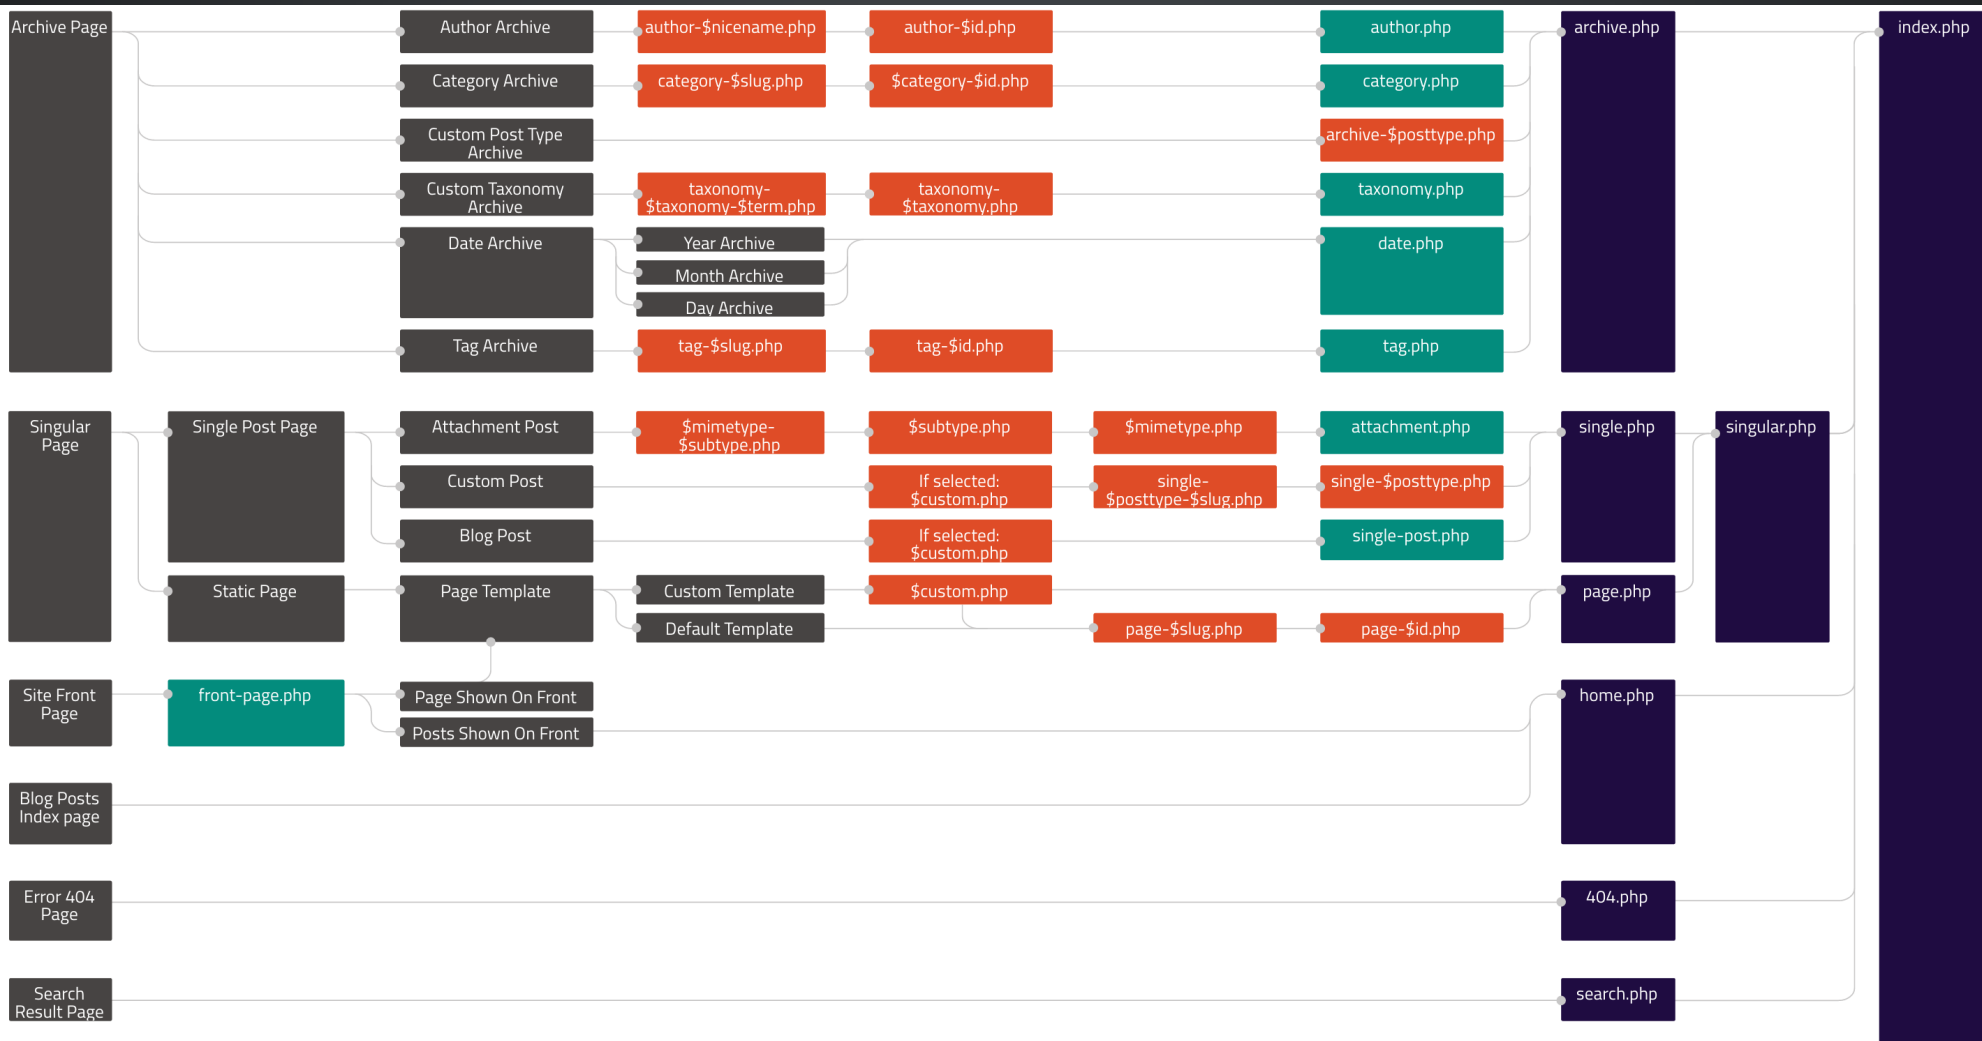 Archive Page
Author Archive
author-$nicename.php
author-$id.php
author.php
archive.php
index.php
Category Archive
category-$slug.php
$category-$id.php
category.php
Custom Post Type
Archive
archive-$posttype.php
Custom Taxonomy
Archive
taxonomy-
$taxonomy-$term.php
taxonomy-
$taxonomy.php
taxonomy.php
Date Archive
Year Archive
Month Archive
Day Archive
date.php
Tag Archive
tag-$slug.php
tag-$id.php
tag.php
Singular
Page
Single Post Page
Attachment Post
$mimetype-
$subtype.php
$subtype.php
$mimetype.php
attachment.php
single.php
singular.php
Custom Post
If selected:
$custom.php
single-
$posttype-$slug.php
single-$posttype.php
Blog Post
If selected:
$custom.php
single-post.php
Static Page
Page Template
Custom Template
$custom.php
page.php
Default Template
page-$slug.php
page-$id.php
Site Front
Page
front-page.php
Page Shown On Front
Posts Shown On Front
home.php
Blog Posts
Index page
Error 404
Page
404.php
Search
Result Page
search.php